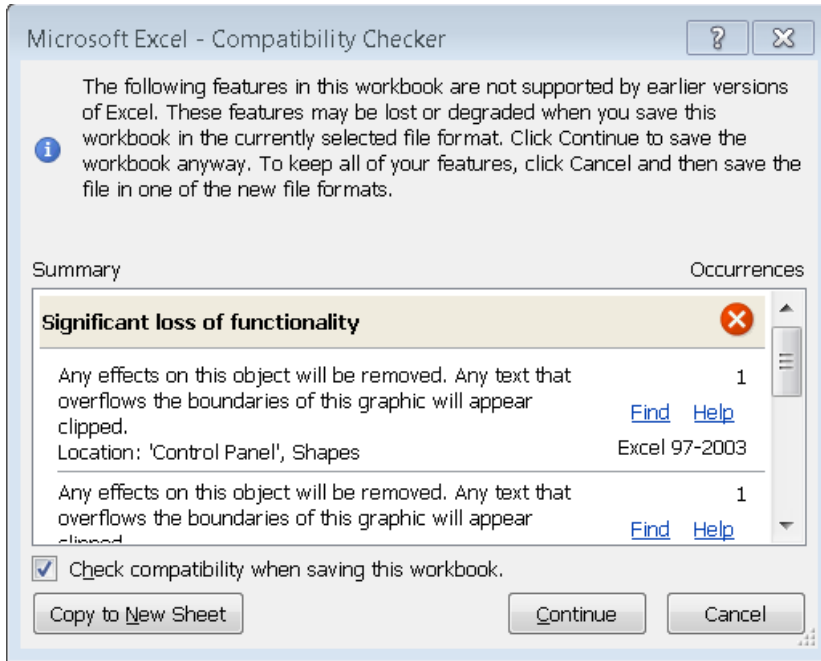 Microsoft Excel - Compatibility Checker
The following features in this workbook are not supported by earlier versions
of Excel. These features may be lost or degraded when you save this
workbook in the currently selected file format. Click Continue to save the
workbook anyway. To keep all of your features, click Cancel and then save the
file in one of the new file formats.
Summary Occurrences
Significant loss of functionality
Any effects on this object will be removed. Any text that 1
overflows the boundaries of this graphic will appear Find Help
clipped.
Location: 'Control Panel', Shapes Excel 97-2003
Any effects on this object will be removed. Any text that 1
overflows the boundaries of this graphic will appear Find Help
clipped
Check compatibility when saving this workbook.
Copy to New Sheet Continue Cancel